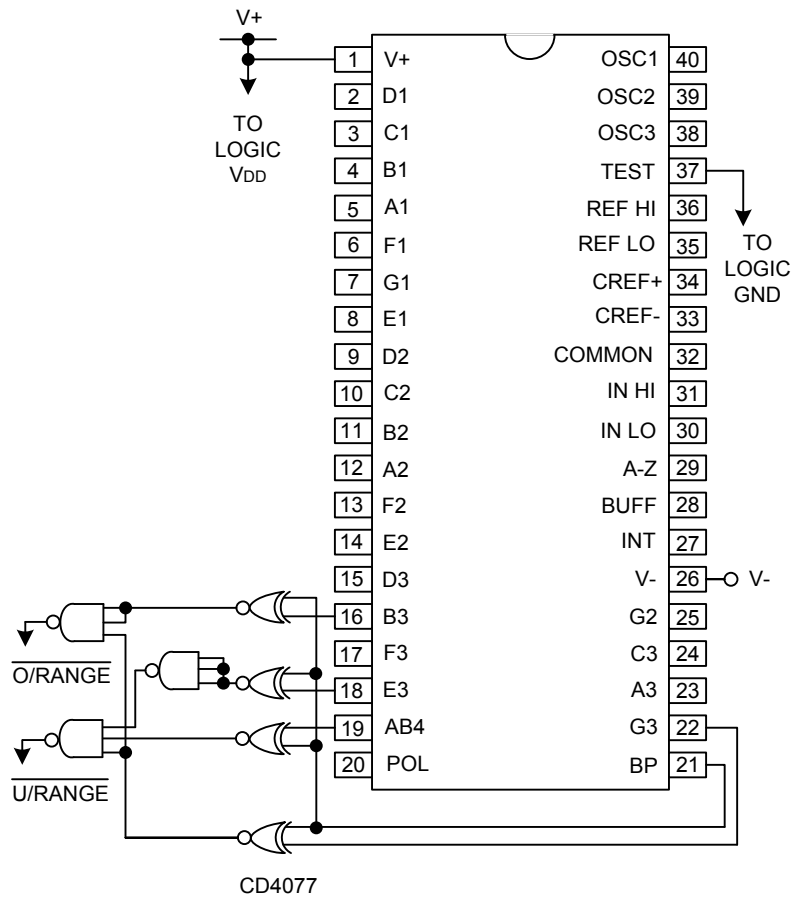 V+
TO
LOGIC
VDD
1 V+
2 D1
3 C1
4 B1
5 A1
6 F1
7 G1
8 E1
9 D2
10 C2
11 B2
12 A2
13 F2
14 E2
15 D3
16 B3
17 F3
18 E3
19 AB4
20 POL
OSC1 40
OSC2 39
OSC3 38
TEST 37
REF HI 36
REF LO 35
CREF+ 34
CREF- 33
COMMON 32
IN HI 31
IN LO 30
A-Z 29
BUFF 28
INT 27
V- 26 V-
G2 25
C3 24
A3 23
G3 22
BP 21
TO
LOGIC
GND
O/RANGE
U/RANGE
CD4077